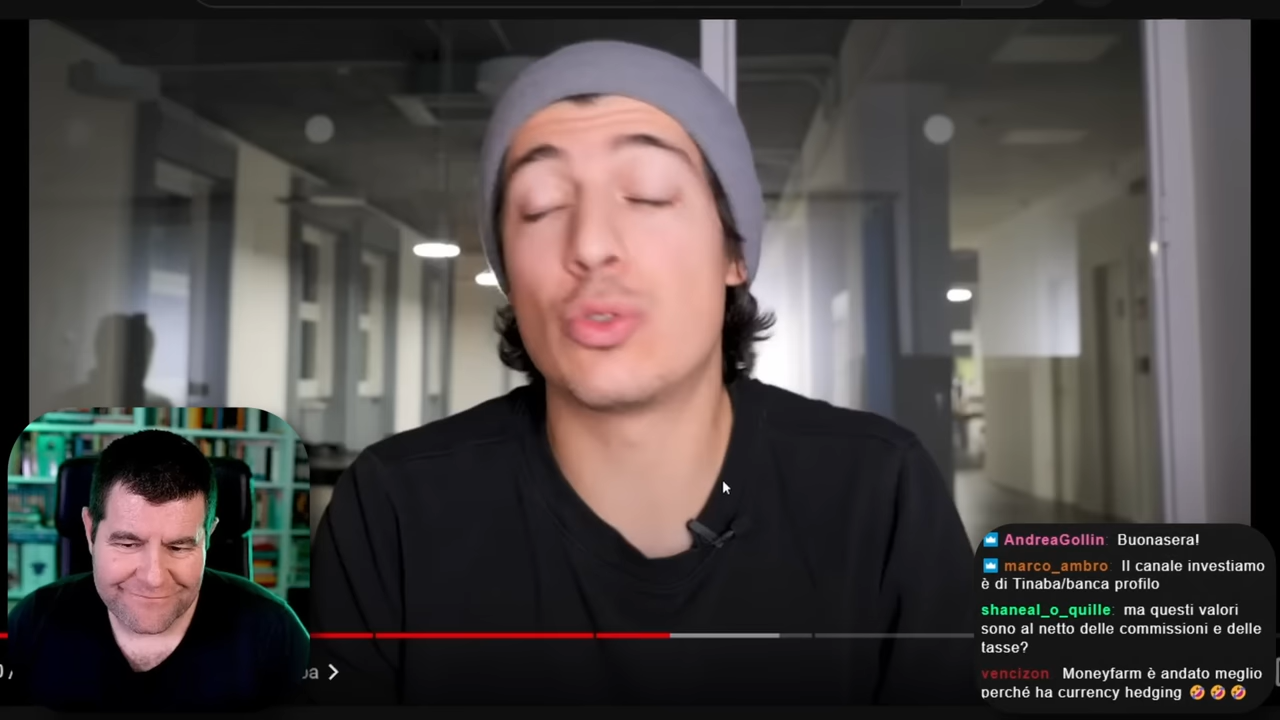 AndreaGollin: Buonasera!
marco_ambro: Il canale investiamo
è di Tinaba/banca profilo
shaneal_o_quille: ma questi valori
sono al netto delle commissioni e delle
tasse?
vencizon: Moneyfarm è andato meglio
perché ha currency hedging 🤣🤣🤣